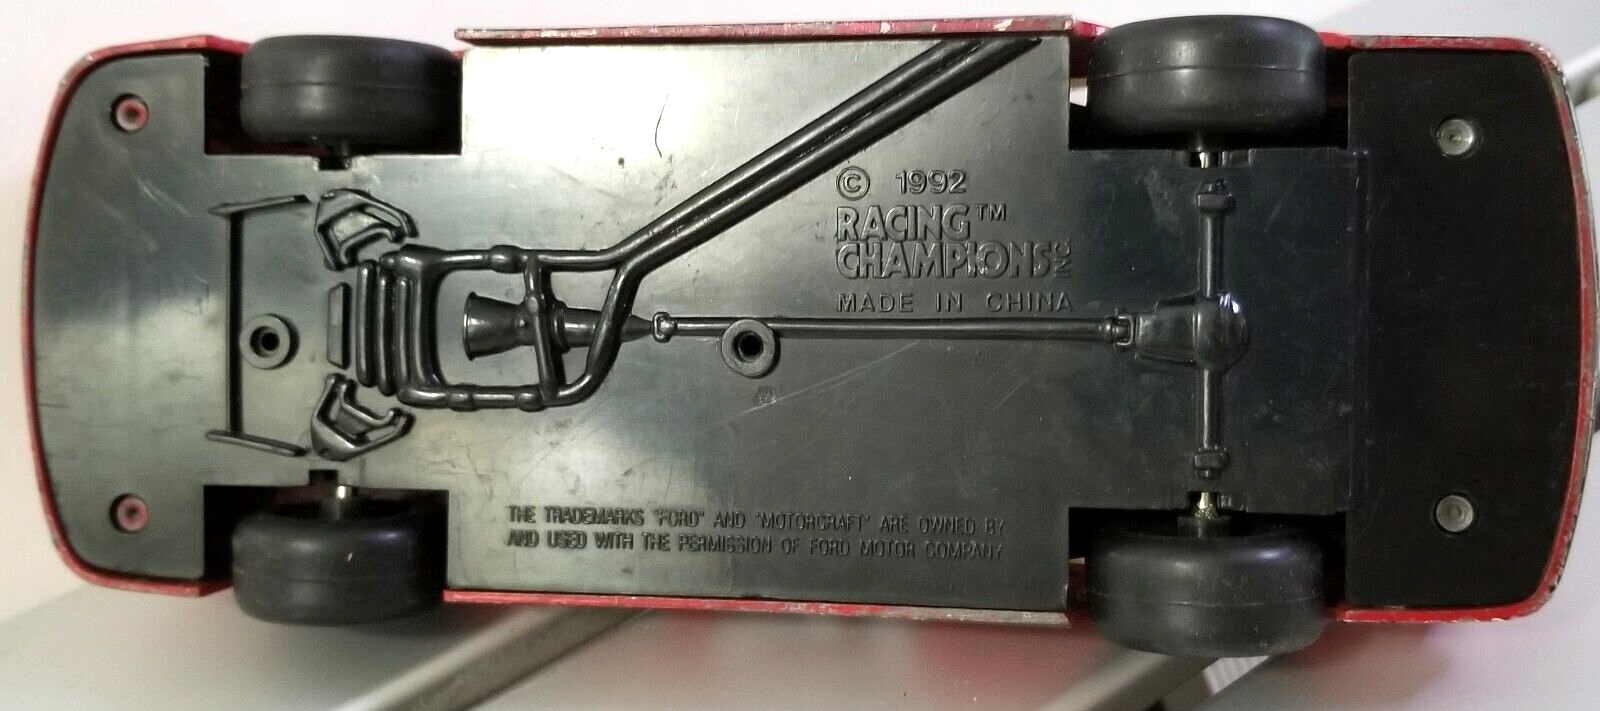 © 1992
RACING™
CHAMPIONS INC.
MADE IN CHINA
THE TRADEMARKS "FORD" AND "MOTORCRAFT" ARE OWNED BY
AND USED WITH THE PERMISSION OF FORD MOTOR COMPANY